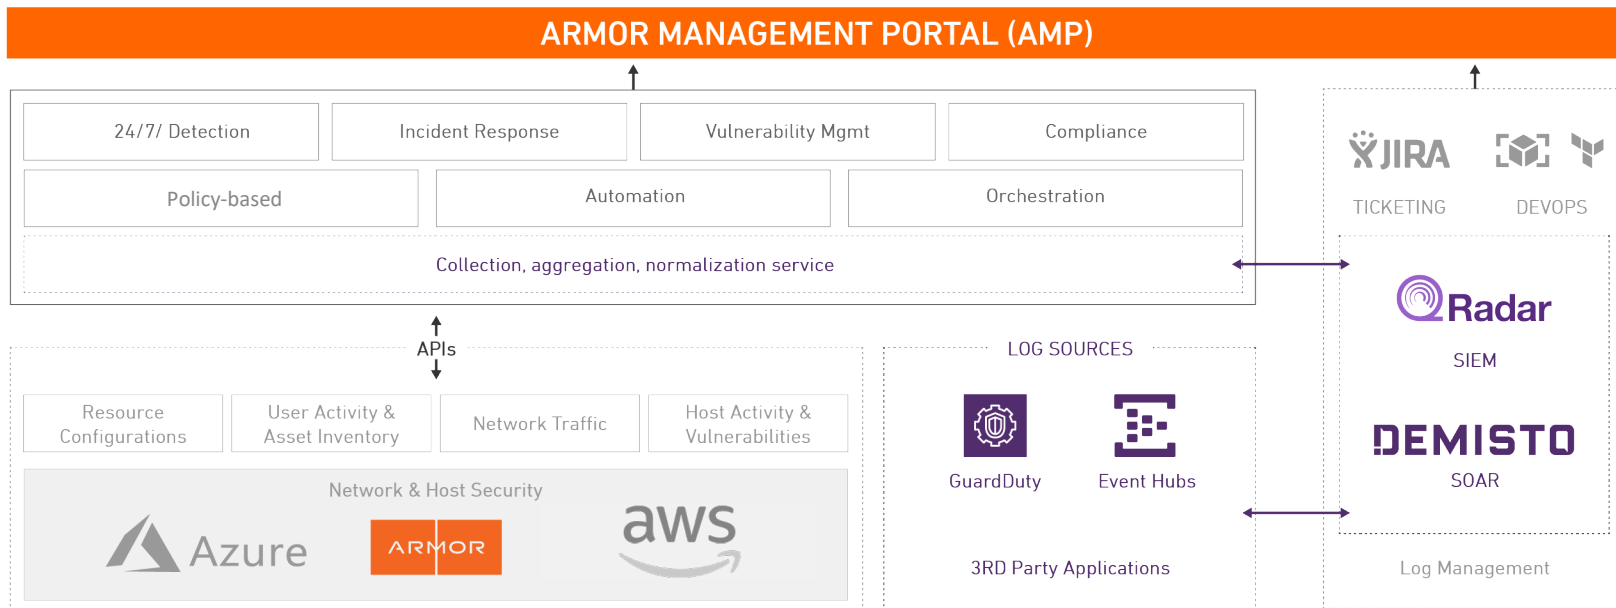 ARMOR MANAGEMENT PORTAL (AMP)
24/7/ Detection
Incident Response
Vulnerability Mgmt
Compliance
Policy-based
Automation
Orchestration
Collection, aggregation, normalization service
JIRA
TICKETING
DEVOPS
QRadar
SIEM
DEMISTO
SOAR
Log Management
APIs
Resource
Configurations
User Activity &
Asset Inventory
Network Traffic
Host Activity &
Vulnerabilities
Network & Host Security
Azure
ARMOR
aws
LOG SOURCES
GuardDuty
Event Hubs
3RD Party Applications